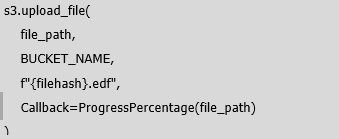 s3.upload_file(
file_path,
BUCKET_NAME,
f"{filehash}.edf",
Callback=ProgressPercentage(file_path)
)